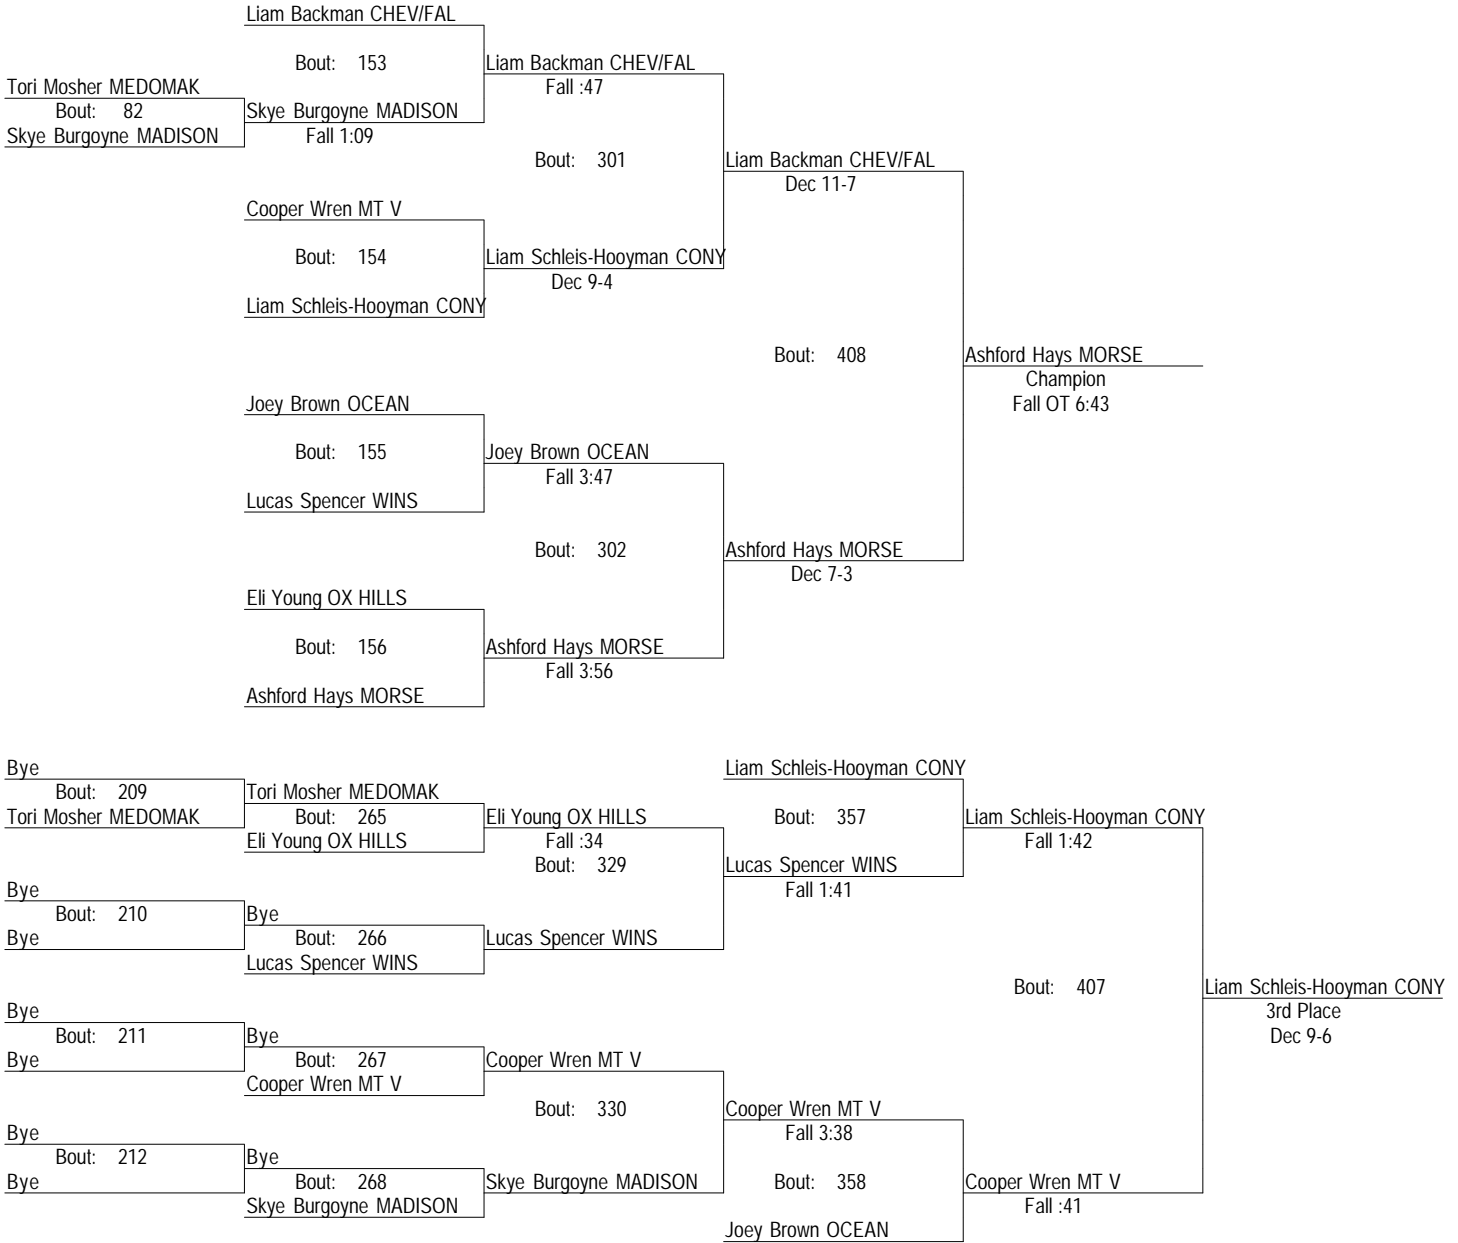 Liam Backman CHEV/FAL
Bout: 153
Liam Backman CHEV/FAL
Tori Mosher MEDOMAK
Fall :47
Bout: 82
Skye Burgoyne MADISON
Skye Burgoyne MADISON
Fall 1:09
Bout: 301
Liam Backman CHEV/FAL
Dec 11-7
Cooper Wren MT V
Bout: 154
Liam Schleis-Hooyman CONY
Dec 9-4
Liam Schleis-Hooyman CONY
Bout: 408
Ashford Hays MORSE
Champion
Fall OT 6:43
Joey Brown OCEAN
Bout: 155
Joey Brown OCEAN
Fall 3:47
Lucas Spencer WINS
Bout: 302
Ashford Hays MORSE
Dec 7-3
Eli Young OX HILLS
Bout: 156
Ashford Hays MORSE
Fall 3:56
Ashford Hays MORSE
Bye
Liam Schleis-Hooyman CONY
Bout: 209
Tori Mosher MEDOMAK
Tori Mosher MEDOMAK
Bout: 265
Eli Young OX HILLS
Bout: 357
Liam Schleis-Hooyman CONY
Eli Young OX HILLS
Fall :34
Fall 1:42
Bout: 329
Lucas Spencer WINS
Bye
Fall 1:41
Bout: 210
Bye
Bye
Bout: 266
Lucas Spencer WINS
Lucas Spencer WINS
Bout: 407
Liam Schleis-Hooyman CONY
3rd Place
Dec 9-6
Bye
Bout: 211
Bye
Bye
Bout: 267
Cooper Wren MT V
Cooper Wren MT V
Bout: 330
Cooper Wren MT V
Bye
Fall 3:38
Bout: 212
Bye
Bye
Bout: 268
Skye Burgoyne MADISON
Bout: 358
Cooper Wren MT V
Skye Burgoyne MADISON
Fall :41
Joey Brown OCEAN